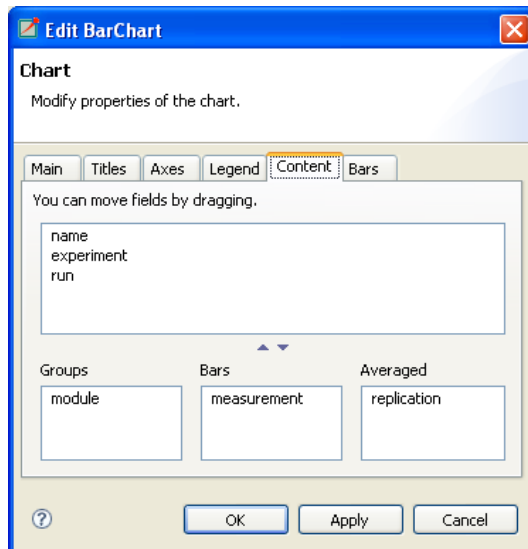 Edit BarChart
Chart
Modify properties of the chart.
Main Titles Axes Legend Content Bars
You can move fields by dragging.
name
experiment
run
Groups Bars Averaged
module measurement replication
? OK Apply Cancel